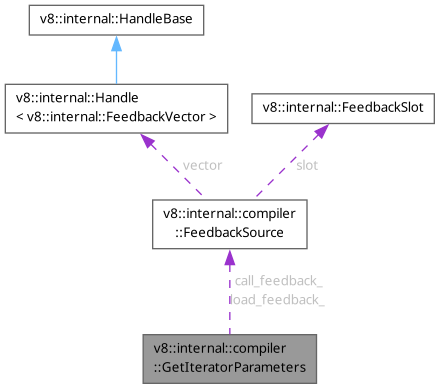 v8::internal::HandleBase
v8::internal::Handle
< v8::internal::FeedbackVector >
v8::internal::FeedbackSlot
vector
slot
v8::internal::compiler
::FeedbackSource
call_feedback_
load_feedback_
v8::internal::compiler
::GetIteratorParameters